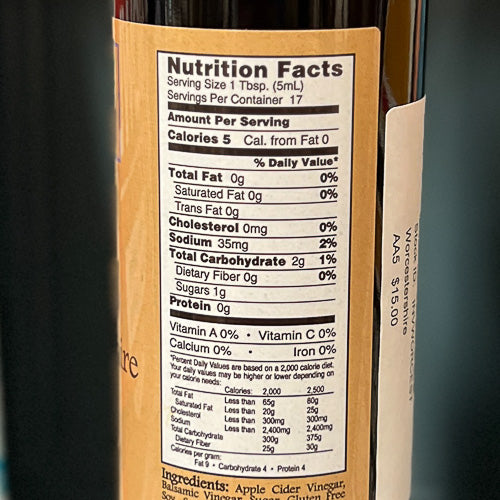 Nutrition Facts
Serving Size 1 Tbsp. (5mL)
Servings Per Container 17
Amount Per Serving
Calories 5 Cal. from Fat 0
% Daily Value*
Total Fat 0g 0%
Saturated Fat 0g 0%
Trans Fat 0g
Cholesterol 0mg 0%
Sodium 35mg 2%
Total Carbohydrate 2g 1%
Dietary Fiber 0g 0%
Sugars 1g
Protein 0g
Vitamin A 0% • Vitamin C 0%
Calcium 0% • Iron 0%
*Percent Daily Values are based on a 2,000 calorie diet.
Your daily values may be higher or lower depending on
your calorie needs:
Calories: 2,000 2,500
Total Fat Less than 65g 80g
Saturated Fat Less than 20g 25g
Cholesterol Less than 300mg 300mg
Sodium Less than 2,400mg 2,400mg
Total Carbohydrate 300g 375g
Dietary Fiber 25g 30g
Calories per gram:
Fat 9 • Carbohydrate 4 • Protein 4
Ingredients: Apple Cider Vinegar,
Balsamic Vinegar, Sugar, Gluten Free
Soy
Worcestershire
AA5 $15.00